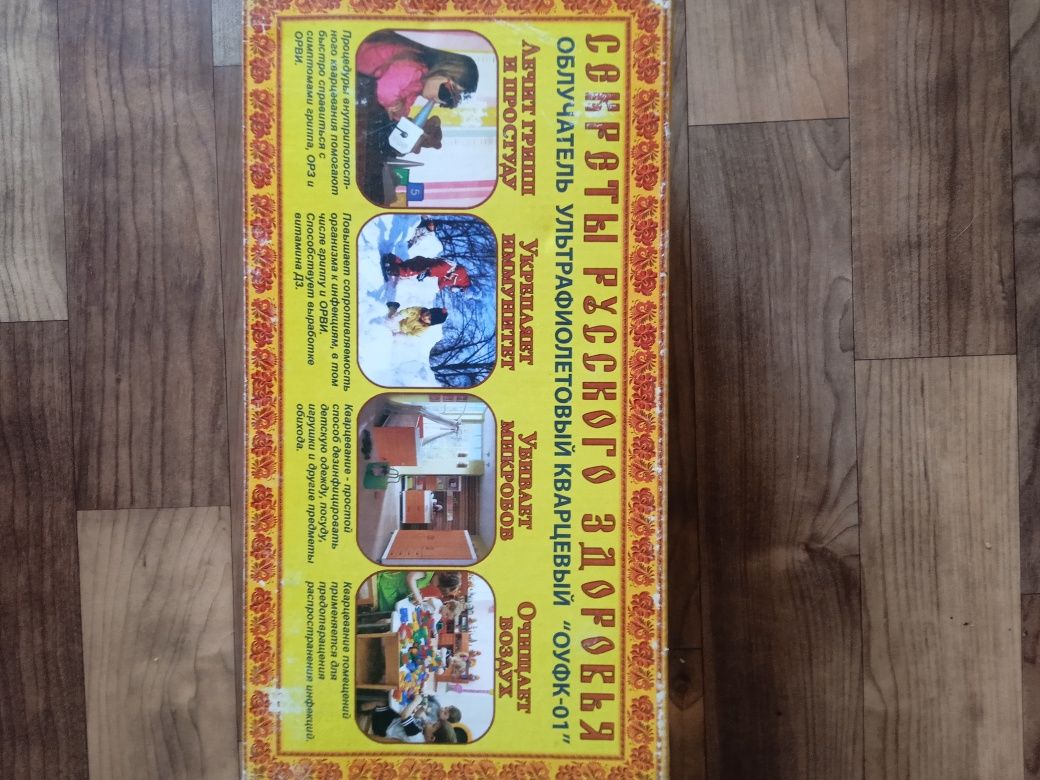 СЕКРЕТЫ РУССКОГО ЗДОРОВЬЯ
ОБЛУЧАТЕЛЬ УЛЬТРАФИОЛЕТОВЫЙ КВАРЦЕВЫЙ "ОУФК-01"
ЛЕЧИТ ГРИПП
И ПРОСТУДУ
Процедуры внутриполост-
ного кварцевания помогают
быстро справиться с
симптомами гриппа, ОРЗ и
ОРВИ.
УКРЕПЛЯЕТ
ИММУНИТЕТ
Повышает сопротивляемость
организма к инфекциям, в том
числе гриппу и ОРВИ.
Способствует выработке
витамина Д3.
УБИВАЕТ
МИКРОБОВ
Кварцевание - простой
способ дезинфицировать
детскую одежду, посуду,
игрушки и другие предметы
обихода.
ОЧИЩАЕТ
ВОЗДУХ
Кварцевание помещений
применяется для
предотвращения
распространения инфекций.
5